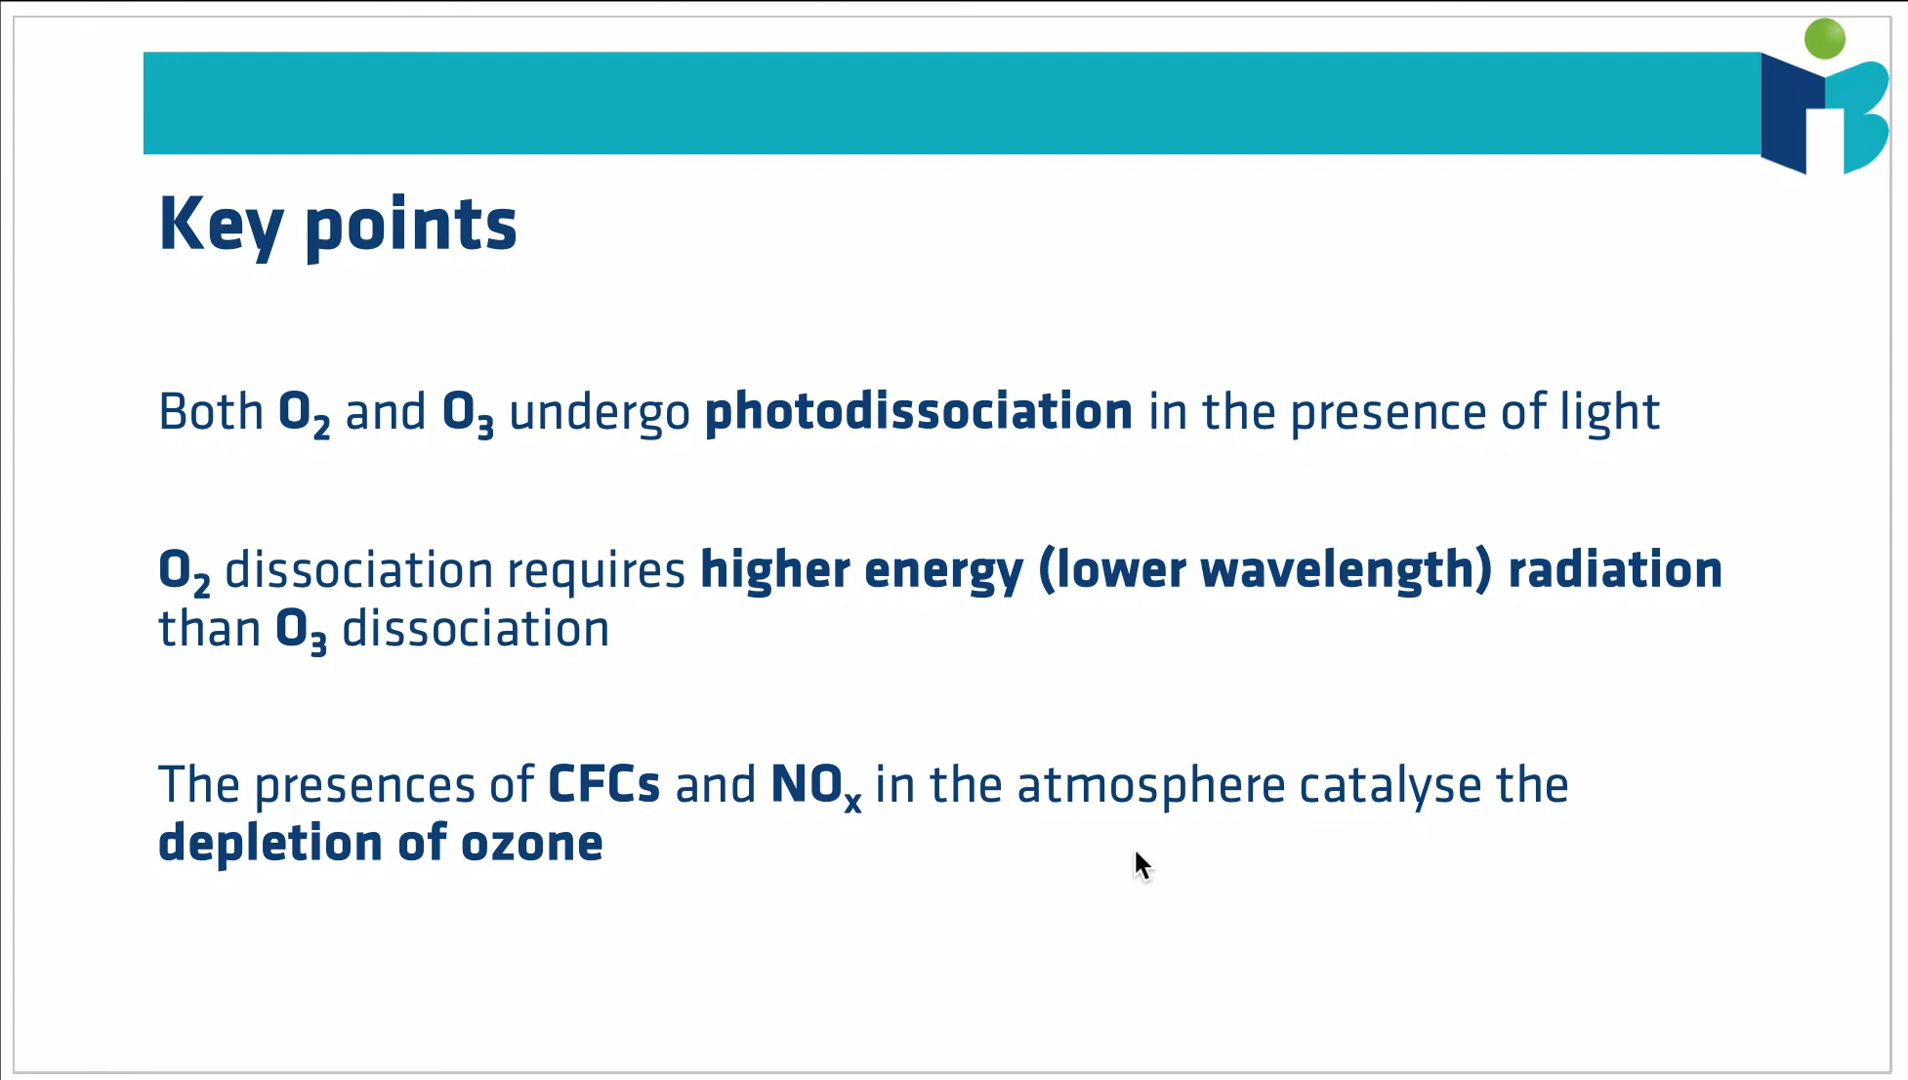 Key points
Both O₂ and O₃ undergo photodissociation in the presence of light
O₂ dissociation requires higher energy (lower wavelength) radiation
than O₃ dissociation
The presences of CFCs and NOₓ in the atmosphere catalyse the
depletion of ozone